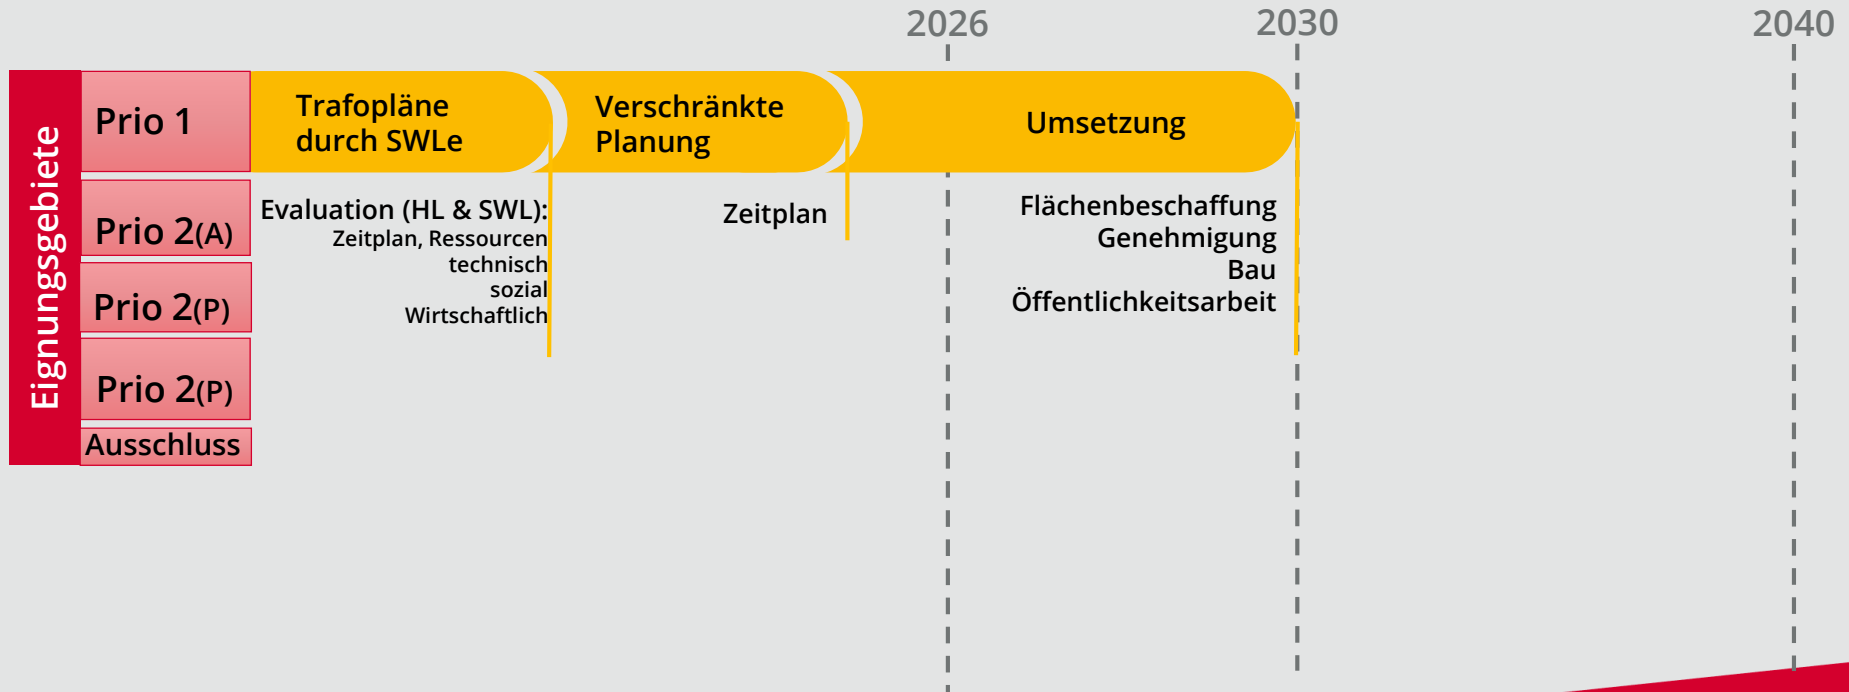 2026
2030
2040
Eignungsgebiete
Prio 1
Trafopläne
durch SWLe
Verschränkte
Planung
Umsetzung
Prio 2(A)
Evaluation (HL & SWL):
Zeitplan, Ressourcen
technisch
sozial
Wirtschaftlich
Zeitplan
Flächenbeschaffung
Genehmigung
Bau
Öffentlichkeitsarbeit
Prio 2(P)
Prio 2(P)
Ausschluss